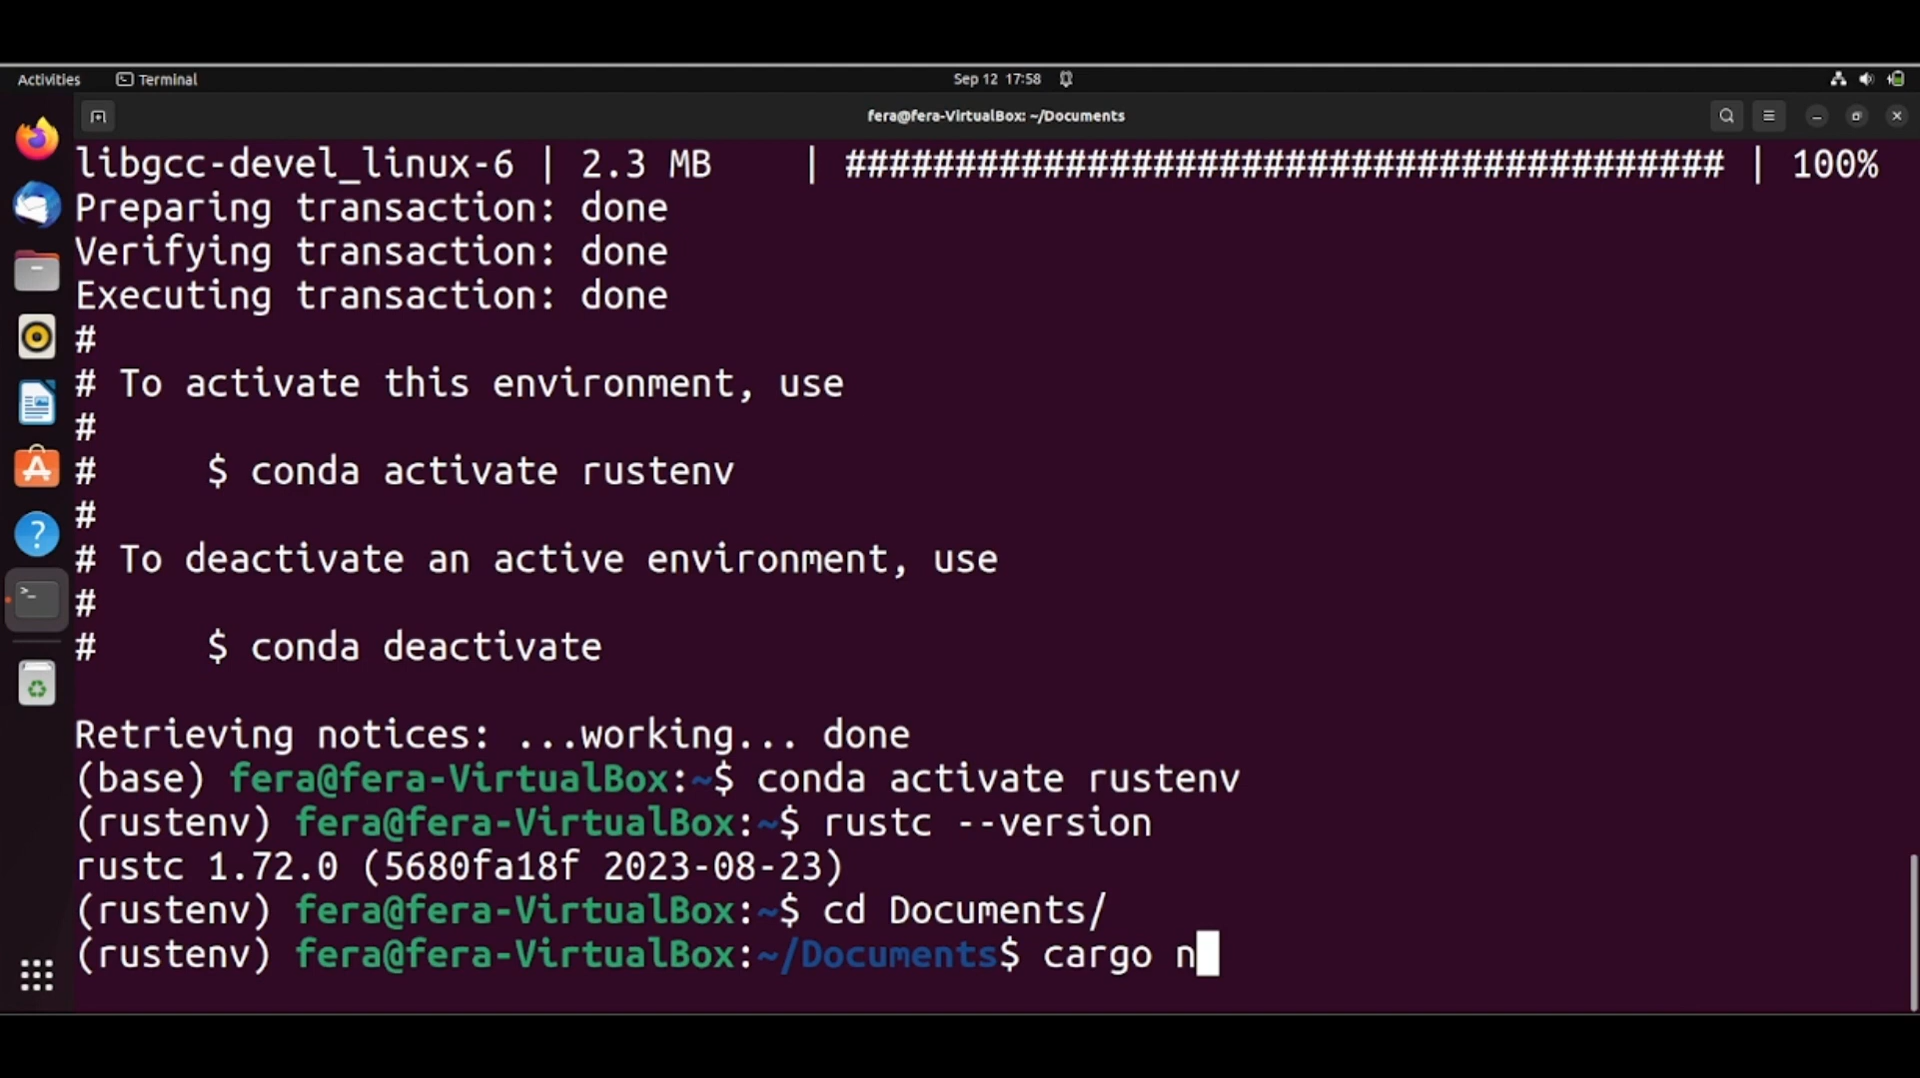 Activities Terminal Sep 12 17:58
fera@fera-VirtualBox: ~/Documents
libgcc-devel_linux-6 | 2.3 MB | ######################################## | 100%
Preparing transaction: done
Verifying transaction: done
Executing transaction: done
#
# To activate this environment, use
#
# $ conda activate rustenv
#
# To deactivate an active environment, use
#
# $ conda deactivate
Retrieving notices: ...working... done
(base) fera@fera-VirtualBox:~$ conda activate rustenv
(rustenv) fera@fera-VirtualBox:~$ rustc --version
rustc 1.72.0 (5680fa18f 2023-08-23)
(rustenv) fera@fera-VirtualBox:~$ cd Documents/
(rustenv) fera@fera-VirtualBox:~/Documents$ cargo n